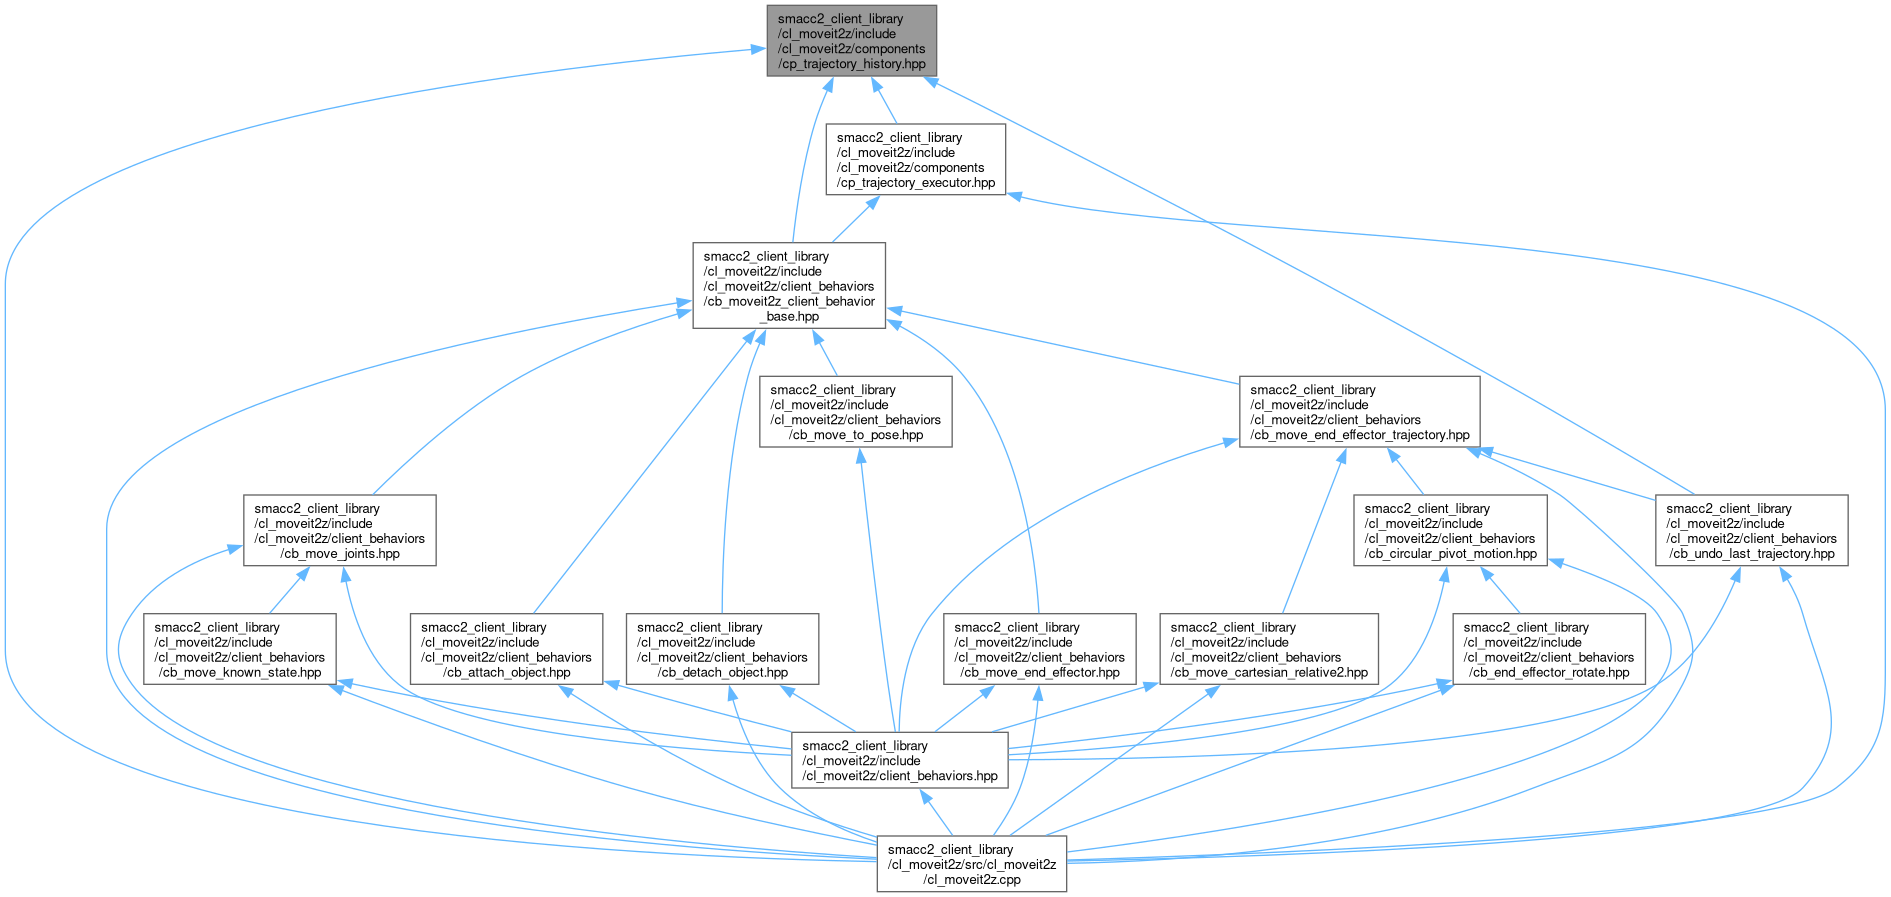 smacc2_client_library
/cl_moveit2z/include
/cl_moveit2z/components
/cp_trajectory_history.hpp
smacc2_client_library
/cl_moveit2z/include
/cl_moveit2z/components
/cp_trajectory_executor.hpp
smacc2_client_library
/cl_moveit2z/include
/cl_moveit2z/client_behaviors
/cb_moveit2z_client_behavior
_base.hpp
smacc2_client_library
/cl_moveit2z/include
/cl_moveit2z/client_behaviors
/cb_move_to_pose.hpp
smacc2_client_library
/cl_moveit2z/include
/cl_moveit2z/client_behaviors
/cb_move_end_effector_trajectory.hpp
smacc2_client_library
/cl_moveit2z/include
/cl_moveit2z/client_behaviors
/cb_move_joints.hpp
smacc2_client_library
/cl_moveit2z/include
/cl_moveit2z/client_behaviors
/cb_circular_pivot_motion.hpp
smacc2_client_library
/cl_moveit2z/include
/cl_moveit2z/client_behaviors
/cb_undo_last_trajectory.hpp
smacc2_client_library
/cl_moveit2z/include
/cl_moveit2z/client_behaviors
/cb_move_known_state.hpp
smacc2_client_library
/cl_moveit2z/include
/cl_moveit2z/client_behaviors
/cb_attach_object.hpp
smacc2_client_library
/cl_moveit2z/include
/cl_moveit2z/client_behaviors
/cb_detach_object.hpp
smacc2_client_library
/cl_moveit2z/include
/cl_moveit2z/client_behaviors
/cb_move_end_effector.hpp
smacc2_client_library
/cl_moveit2z/include
/cl_moveit2z/client_behaviors
/cb_move_cartesian_relative2.hpp
smacc2_client_library
/cl_moveit2z/include
/cl_moveit2z/client_behaviors
/cb_end_effector_rotate.hpp
smacc2_client_library
/cl_moveit2z/include
/cl_moveit2z/client_behaviors.hpp
smacc2_client_library
/cl_moveit2z/src/cl_moveit2z
/cl_moveit2z.cpp